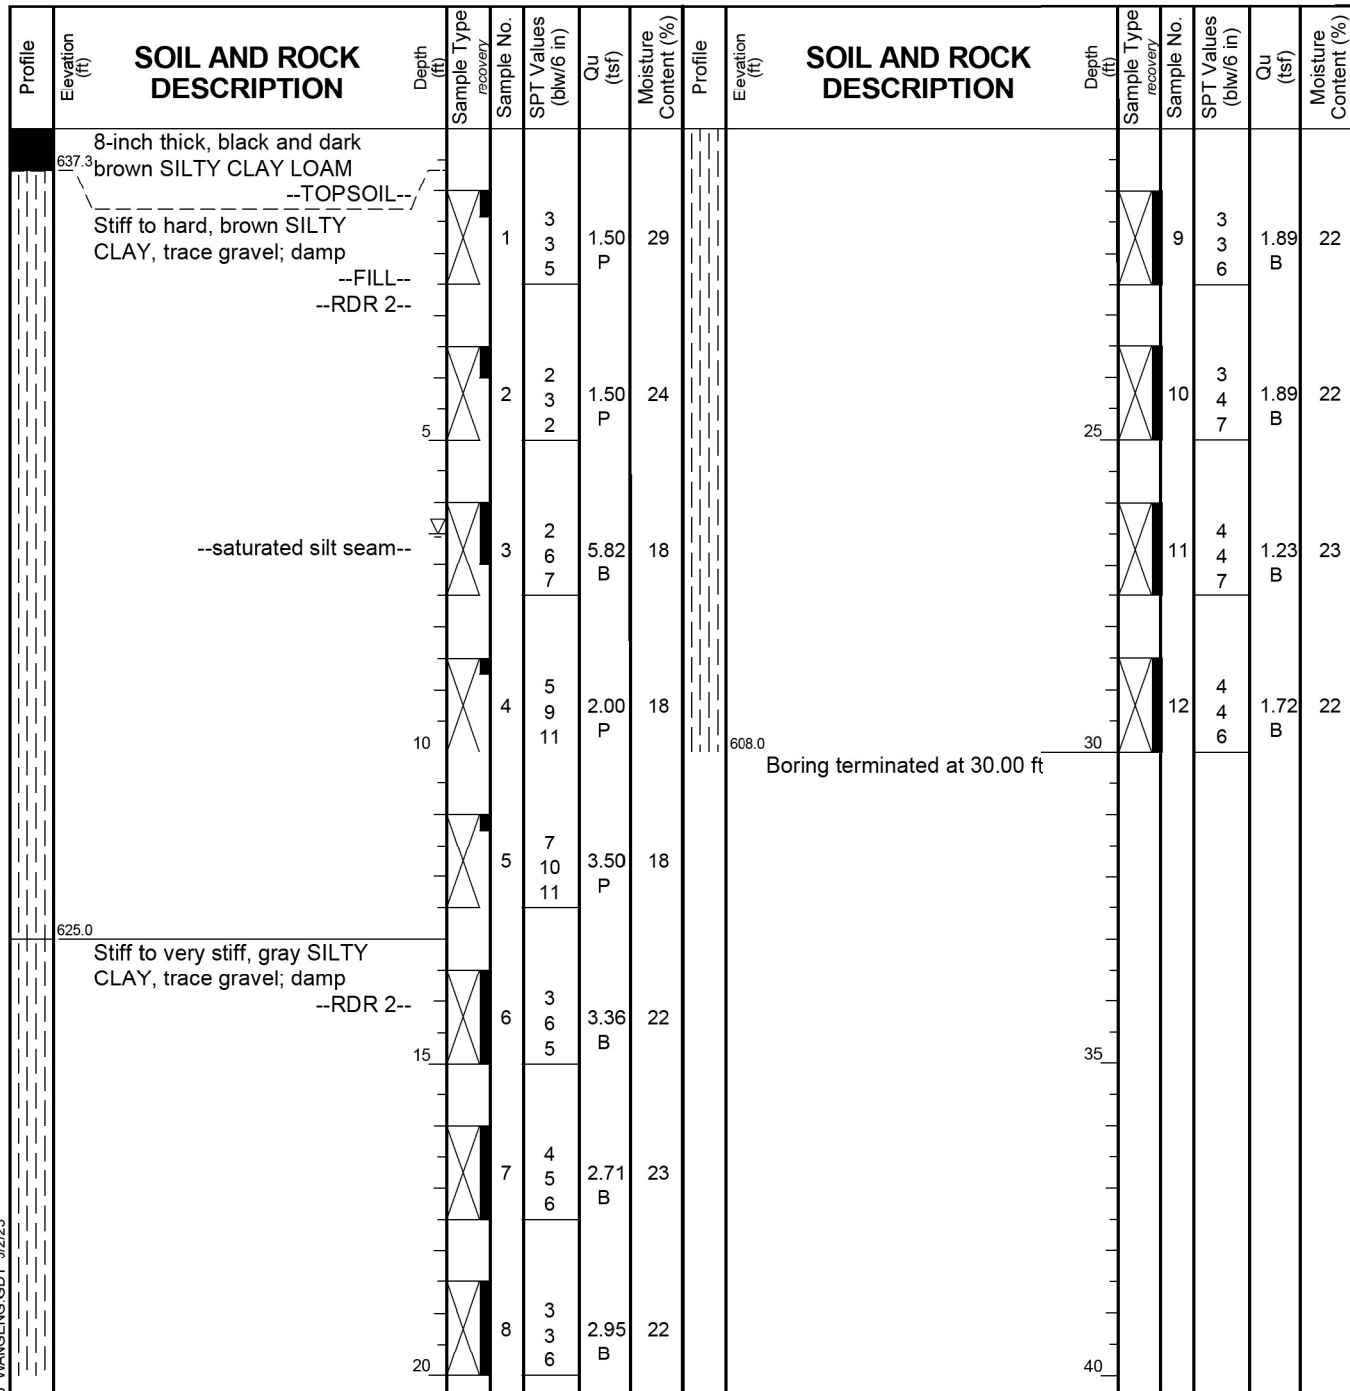 Profile
Elevation
(ft)
SOIL AND ROCK
DESCRIPTION
Depth
(ft)
Sample Type
recovery
Sample No.
SPT Values
(blw/6 in)
Qu
(tsf)
Moisture
Content (%)
8-inch thick, black and dark
637.3 brown SILTY CLAY LOAM
--TOPSOIL--
Stiff to hard, brown SILTY
CLAY, trace gravel; damp
--FILL--
--RDR 2--
1
3
3
5
1.50
P
29
2
2
3
2
1.50
P
24
5
--saturated silt seam--
3
2
6
7
5.82
B
18
4
5
9
11
2.00
P
18
10
5
7
10
11
3.50
P
18
625.0
Stiff to very stiff, gray SILTY
CLAY, trace gravel; damp
--RDR 2--
6
3
6
5
3.36
B
22
15
7
4
5
6
2.71
B
23
8
3
3
6
2.95
B
22
20
Profile
Elevation
(ft)
SOIL AND ROCK
DESCRIPTION
Depth
(ft)
Sample Type
recovery
Sample No.
SPT Values
(blw/6 in)
Qu
(tsf)
Moisture
Content (%)
9
3
3
6
1.89
B
22
10
3
4
7
1.89
B
22
25
11
4
4
7
1.23
B
23
12
4
4
6
1.72
B
22
608.0
30
Boring terminated at 30.00 ft
35
40